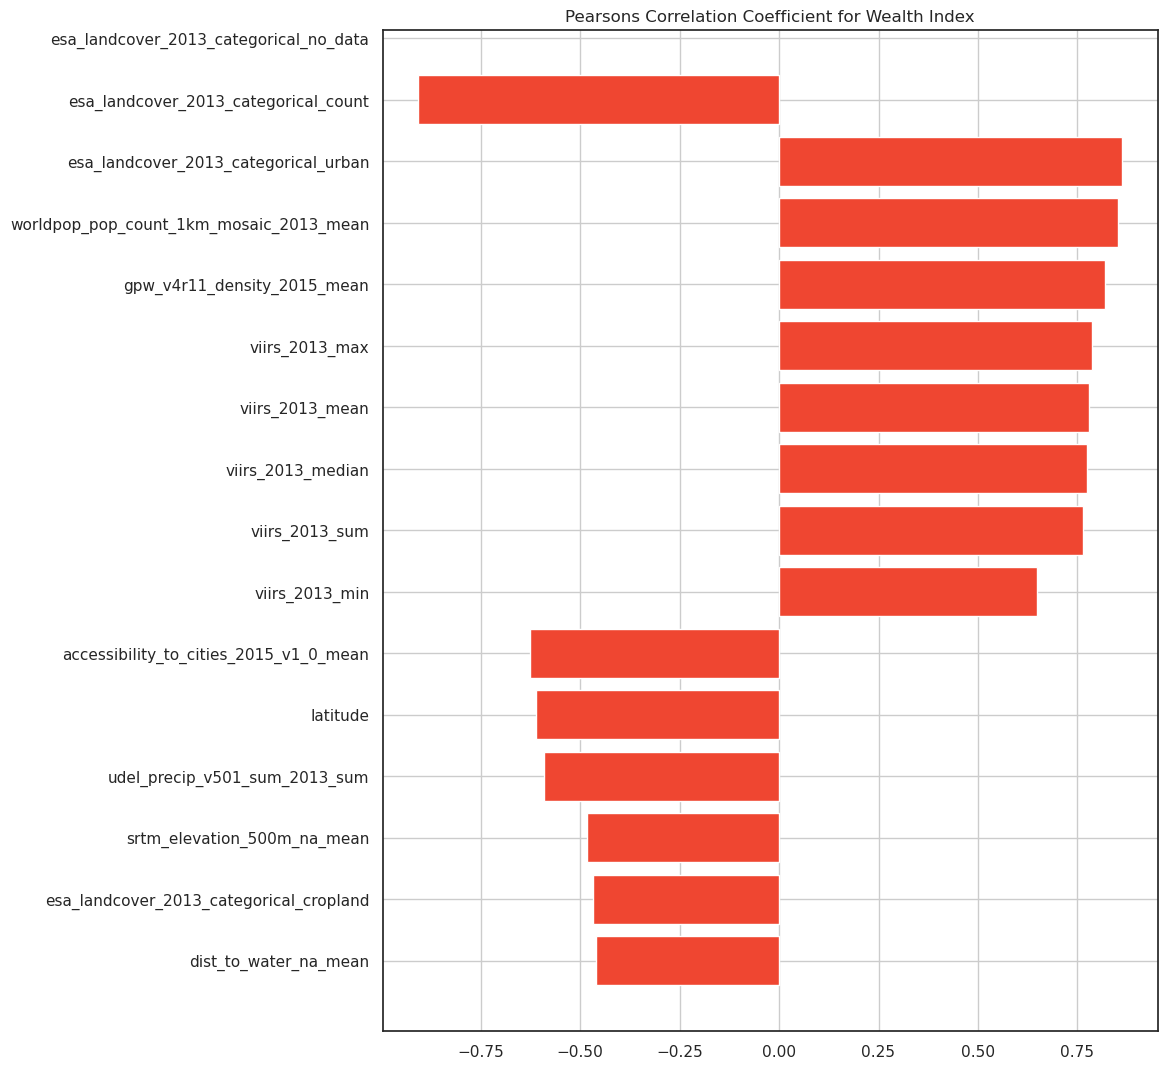 Pearsons Correlation Coefficient for Wealth Index
esa_landcover_2013_categorical_no_data
esa_landcover_2013_categorical_count
esa_landcover_2013_categorical_urban
worldpop_pop_count_1km_mosaic_2013_mean
gpw_v4r11_density_2015_mean
viirs_2013_max
viirs_2013_mean
viirs_2013_median
viirs_2013_sum
viirs_2013_min
accessibility_to_cities_2015_v1_0_mean
latitude
udel_precip_v501_sum_2013_sum
srtm_elevation_500m_na_mean
esa_landcover_2013_categorical_cropland
dist_to_water_na_mean
−0.75 −0.50 −0.25 0.00 0.25 0.50 0.75